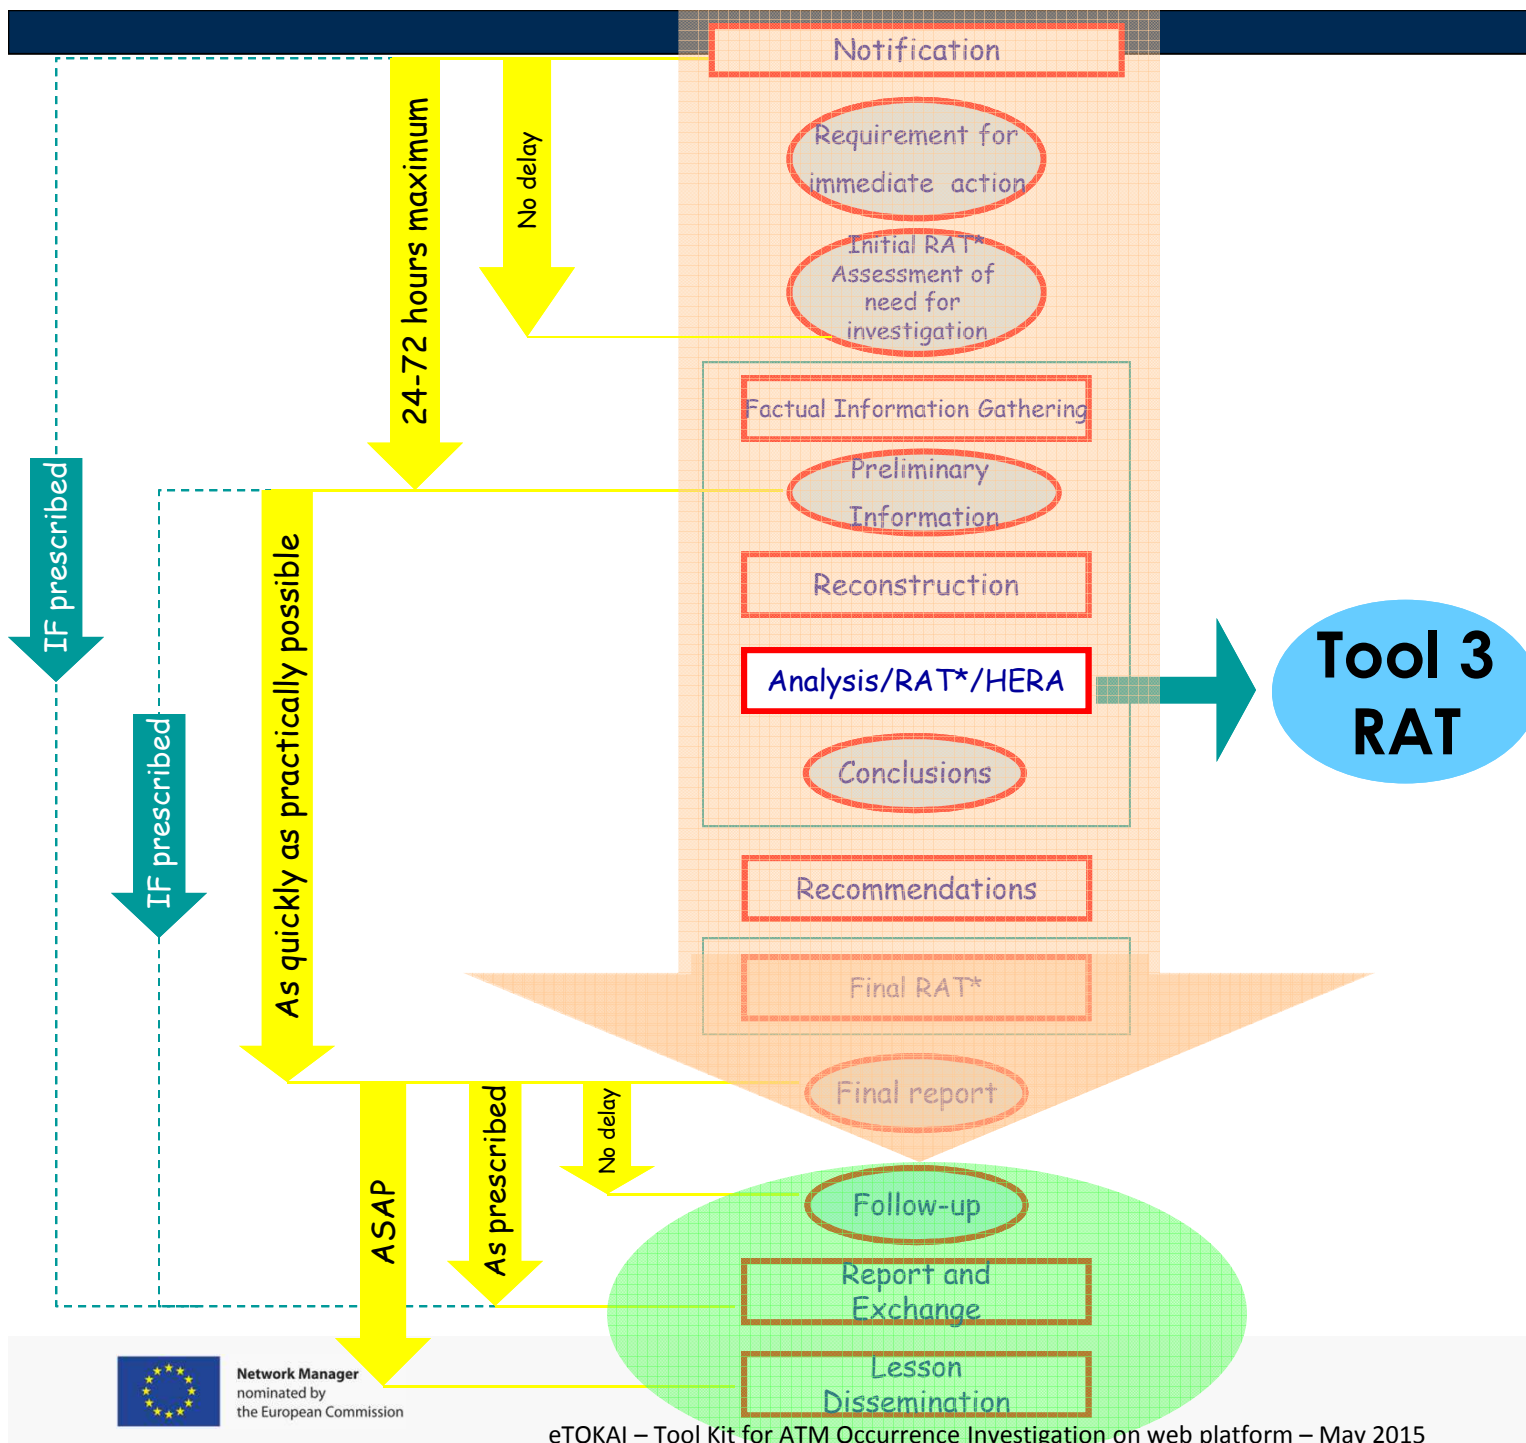 Notification
Requirement for
immediate action
Initial RAT*
Assessment of
need for
investigation
Factual Information Gathering
Preliminary
Information
Reconstruction
Analysis/RAT*/HERA
Conclusions
Recommendations
Final RAT*
Final report
Follow-up
Report and
Exchange
Lesson
Dissemination
24-72 hours maximum
No delay
IF prescribed
IF prescribed
As quickly as practically possible
ASAP
As prescribed
No delay
Tool 3
RAT
Network Manager
nominated by
the European Commission
eTOKAI – Tool Kit for ATM Occurrence Investigation on web platform – May 2015